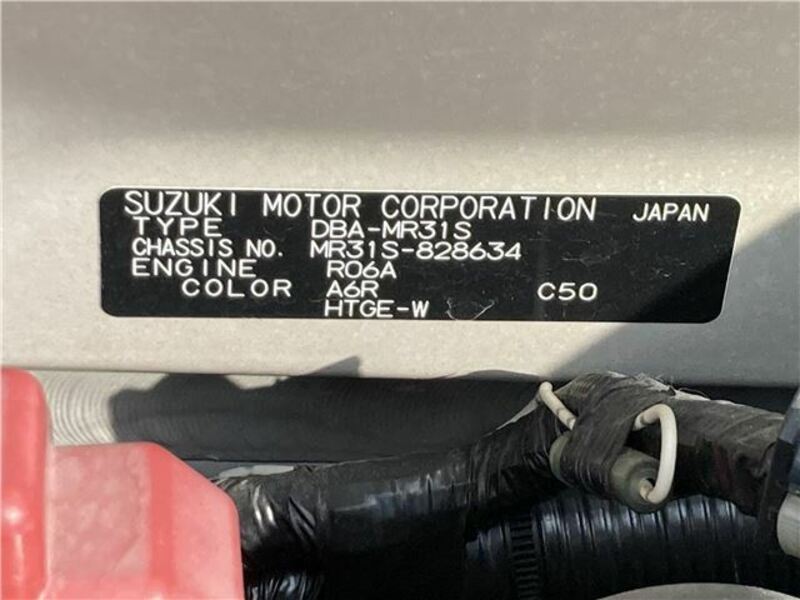 SUZUKI MOTOR CORPORATION JAPAN
TYPE DBA-MR31S
CHASSIS NO. MR31S-828634
ENGINE R06A
COLOR A6R C50
HTGE-W